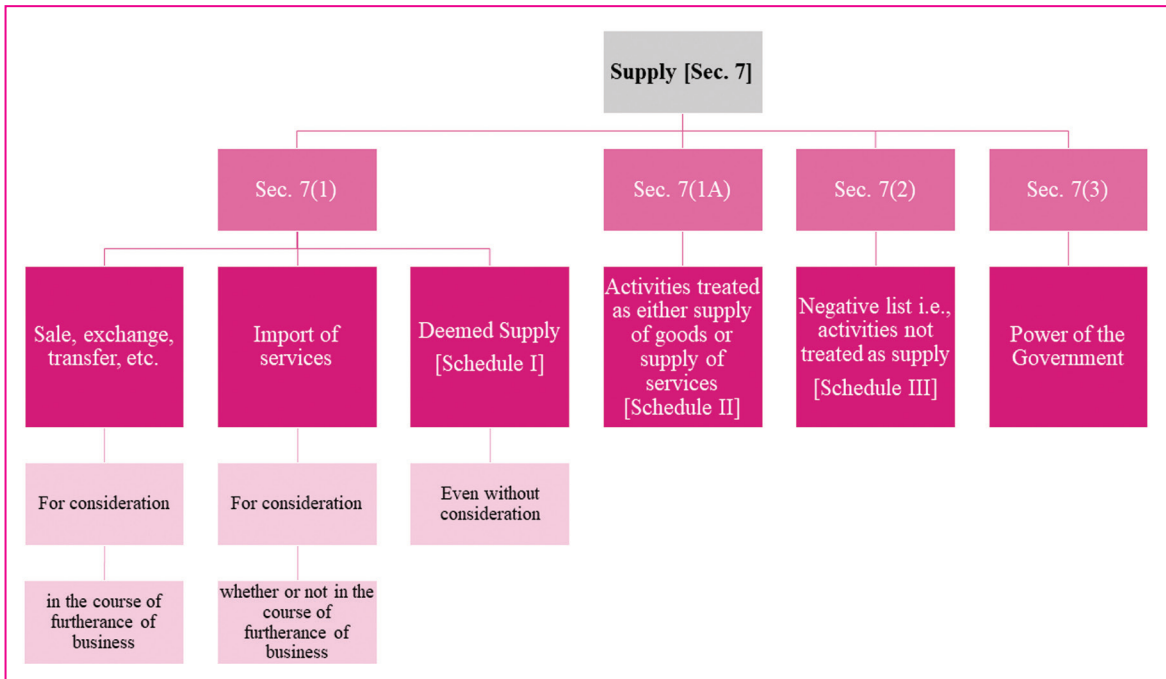 Supply [Sec. 7]
Sec. 7(1)
Sec. 7(1A)
Sec. 7(2)
Sec. 7(3)
Sale, exchange,
transfer, etc.
Import of
services
Deemed Supply
[Schedule I]
Activities treated
as either supply
of goods or
supply of
services
[Schedule II]
Negative list i.e.,
activities not
treated as supply
[Schedule III]
Power of the
Government
For consideration
For consideration
Even without
consideration
in the course of
furtherance of
business
whether or not in the
course of
furtherance of
business